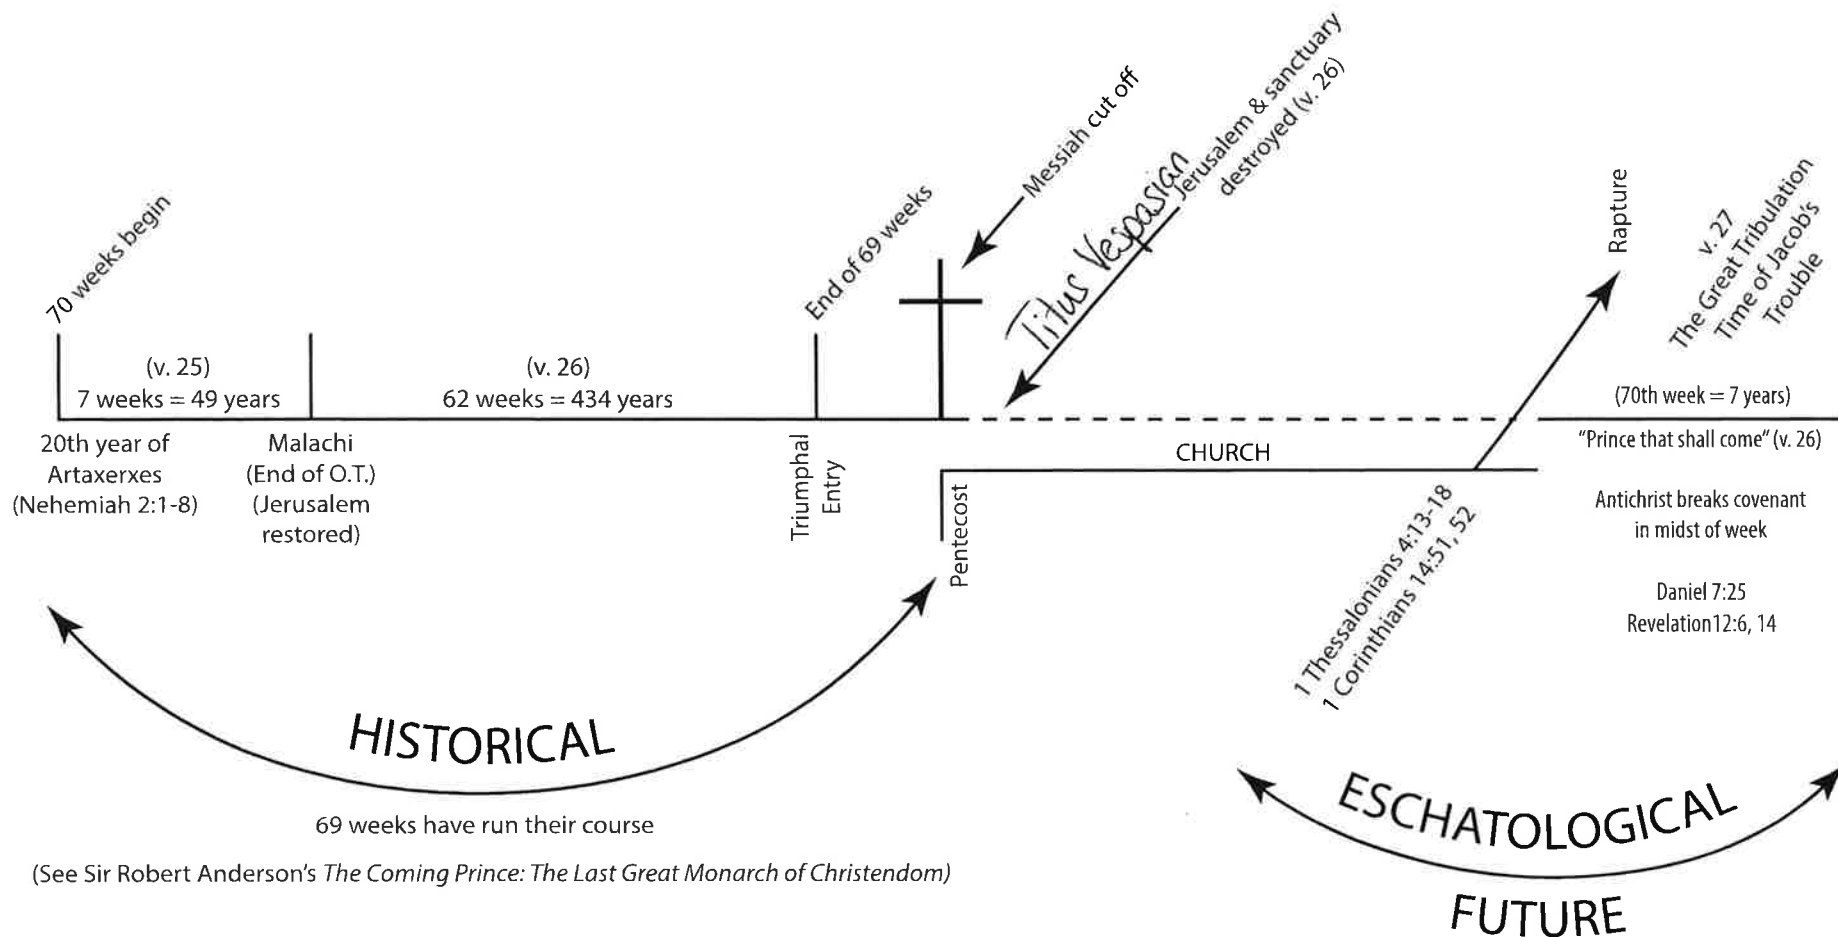 70 weeks begin
(v. 25)
7 weeks = 49 years
(v. 26)
62 weeks = 434 years
End of 69 weeks
Messiah cut off
Titus Vespasian
Jerusalem & sanctuary
destroyed (v. 26)
Rapture
v. 27
The Great Tribulation
Time of Jacob's
Trouble
(70th week = 7 years)
20th year of
Artaxerxes
(Nehemiah 2:1-8)
Malachi
(End of O.T.)
(Jerusalem
restored)
Triumphal
Entry
Pentecost
CHURCH
1 Thessalonians 4:13-18
1 Corinthians 14:51, 52
"Prince that shall come" (v. 26)
Antichrist breaks covenant
in midst of week
Daniel 7:25
Revelation12:6, 14
HISTORICAL
69 weeks have run their course
(See Sir Robert Anderson's The Coming Prince: The Last Great Monarch of Christendom)
ESCHATOLOGICAL
FUTURE